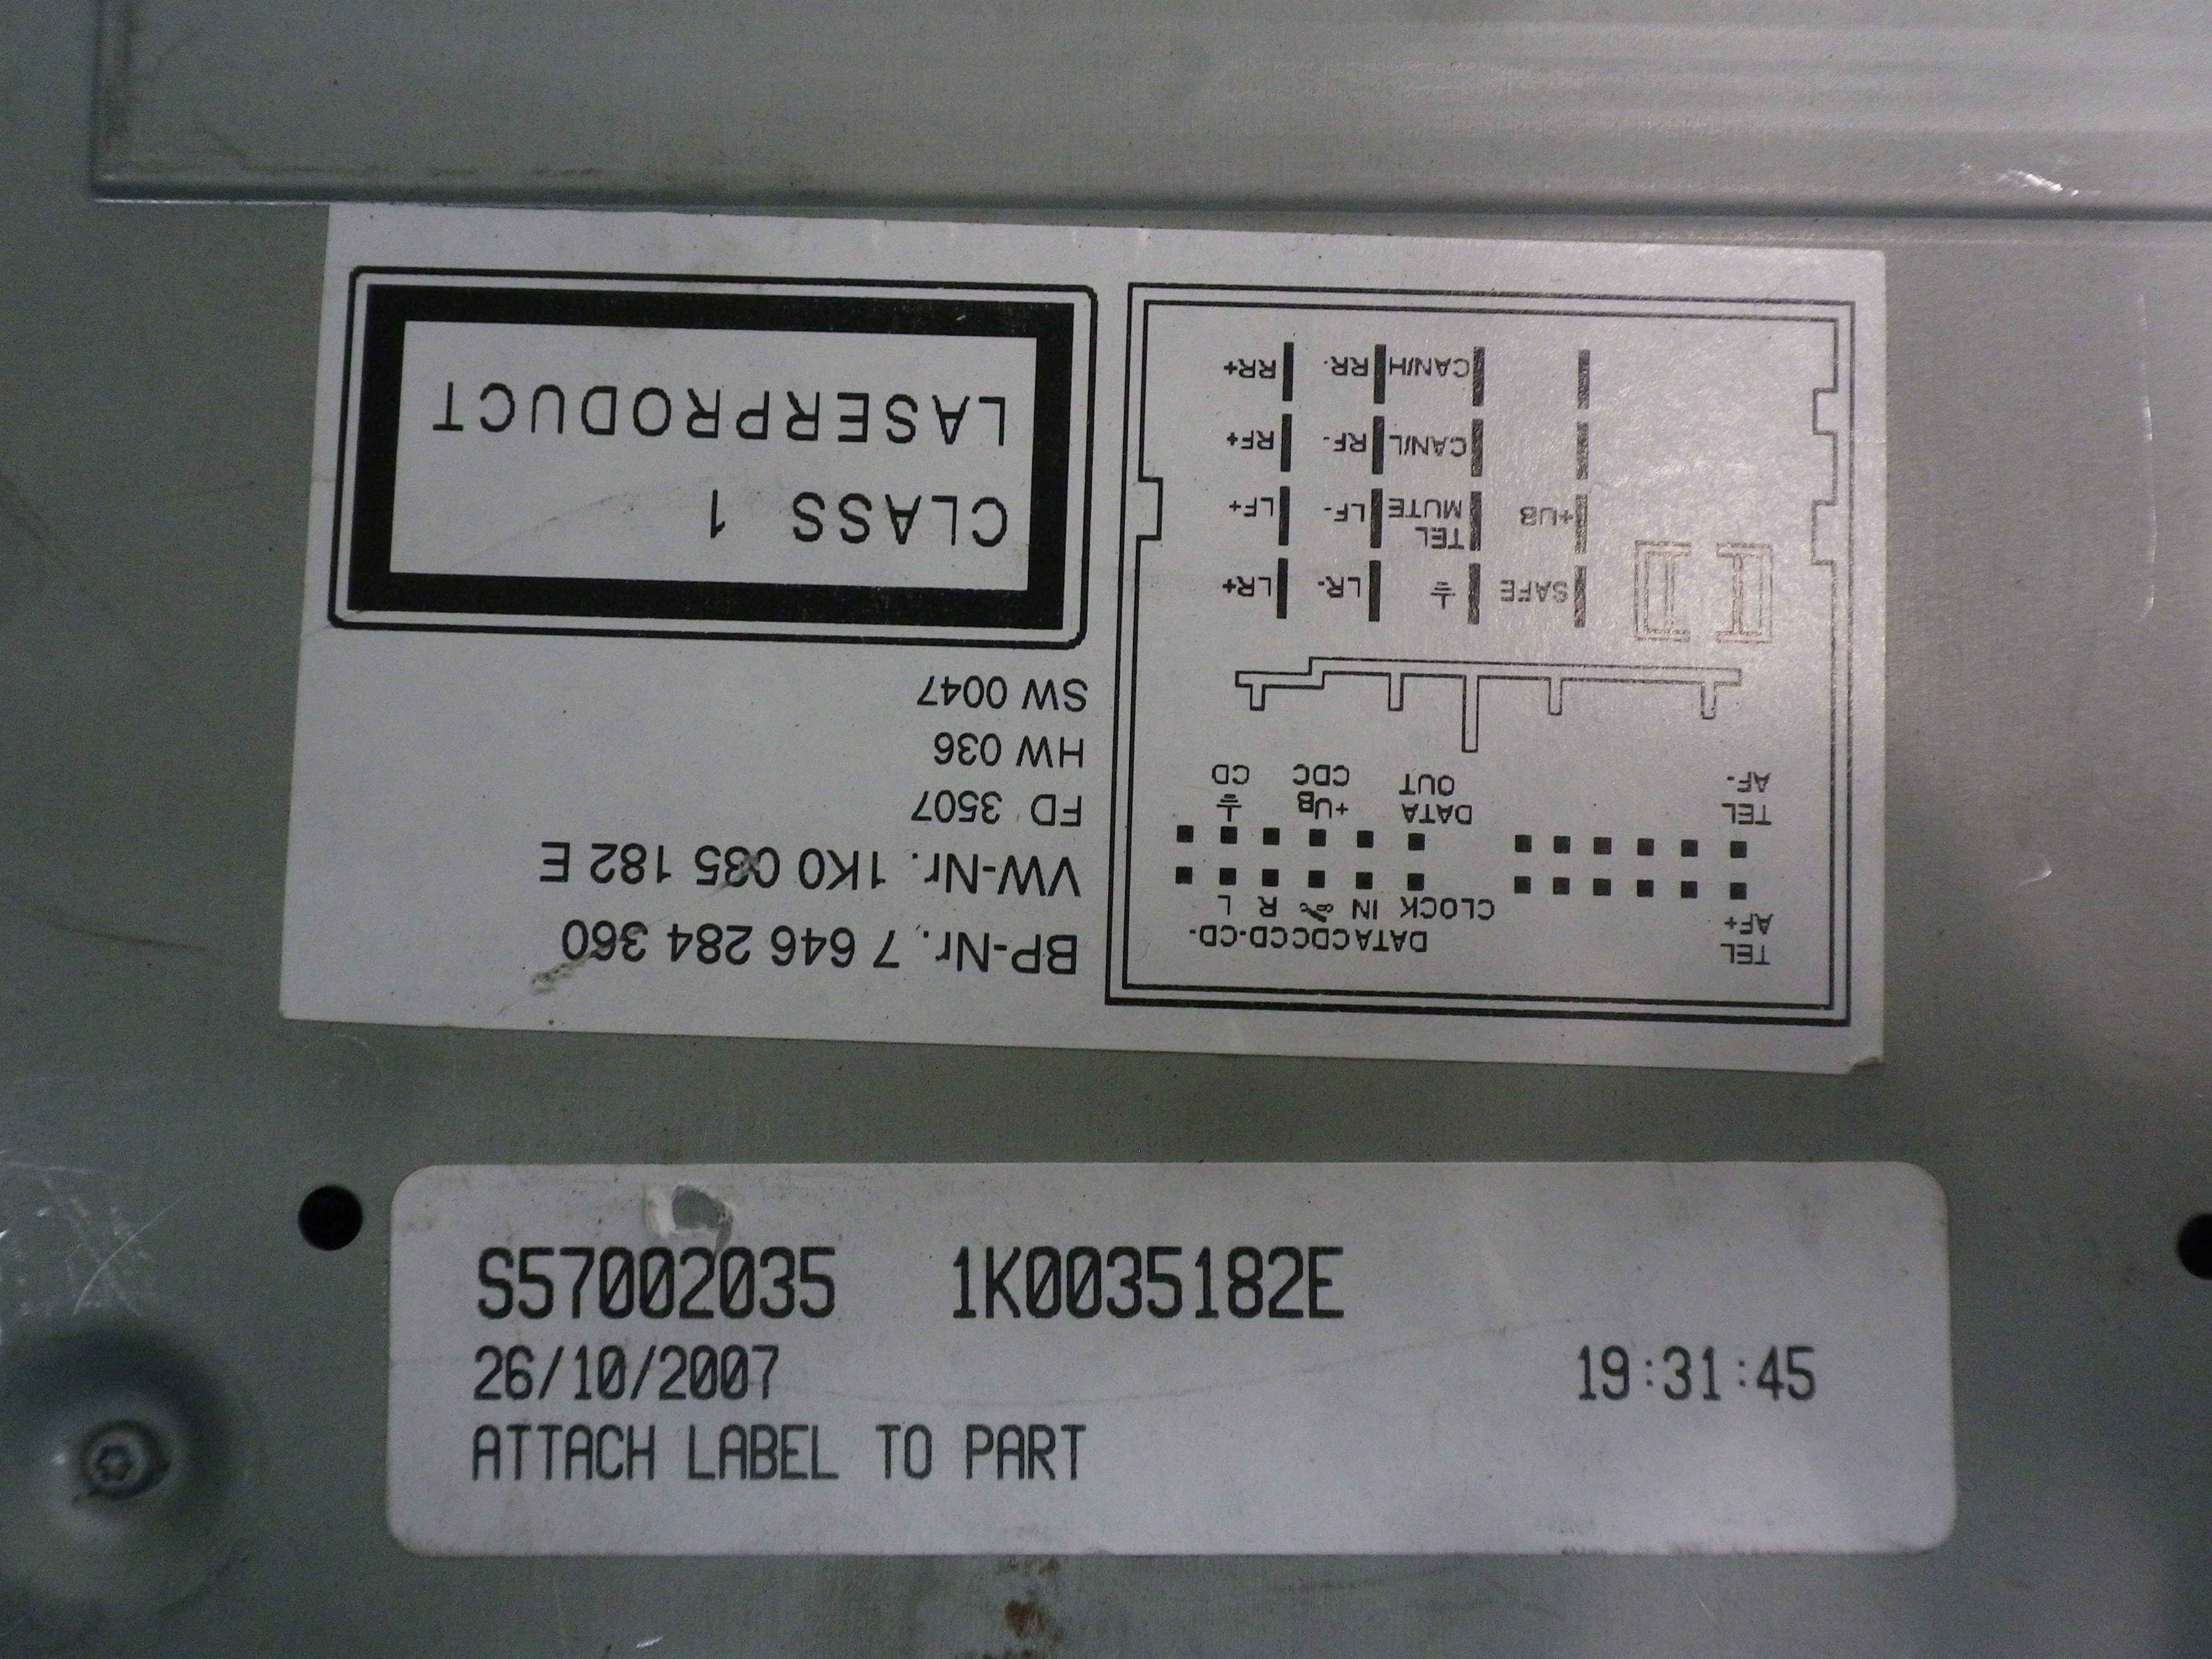 BP-Nr. 7 646 284 360
VW-Nr. 1K0 035 182 E
FD 3507
HW 036
SW 0047
CLASS 1
LASERPRODUCT
TEL DATACDCCD-CD-
AF+ CLOCK IN R L
TEL DATA +UB
AF- OUT CDC CD
SAFE LR- LR+
TEL
+UB MUTE LF- LF+
CAN/L RF- RF+
CAN/H RR- RR+
S57002035 1K0035182E
26/10/2007 19:31:45
ATTACH LABEL TO PART